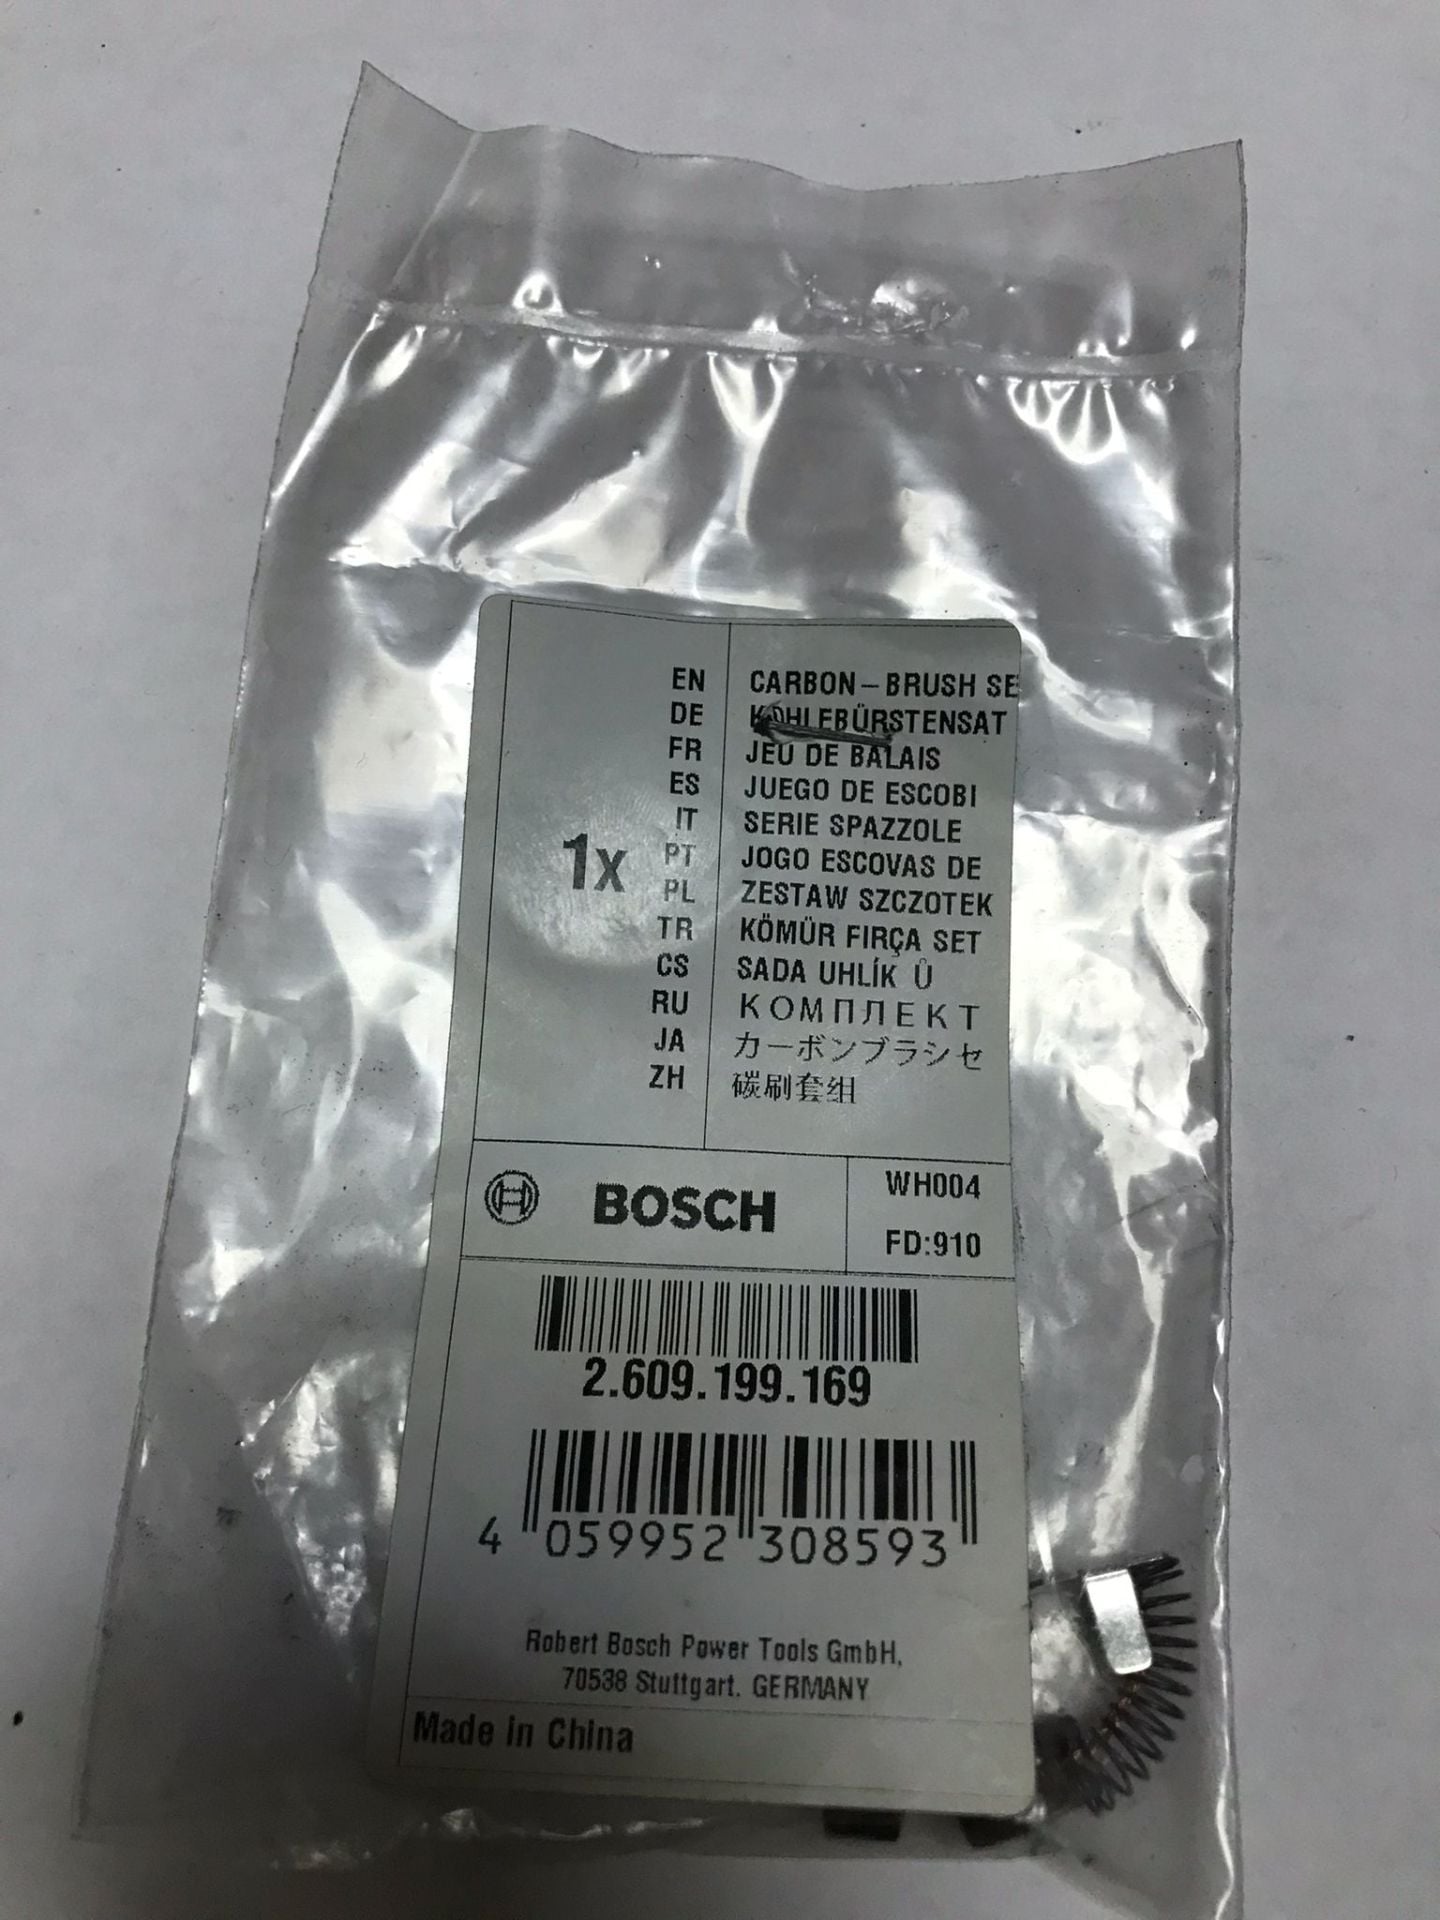 EN CARBON-BRUSH SE
DE KOHLEBÜRSTENSAT
FR JEU DE BALAIS
ES JUEGO DE ESCOBI
IT SERIE SPAZZOLE
1x
PT JOGO ESCOVAS DE
PL ZESTAW SZCZOTEK
TR KÖMÜR FIRÇA SET
CS SADA UHLÍK Ů
RU КОМПЛЕКТ
JA カーボンブラシセ
ZH 碳刷套组
BOSCH
WH004
FD:910
2.609.199.169
4 059952 308593
Robert Bosch Power Tools GmbH,
70538 Stuttgart. GERMANY
Made in China